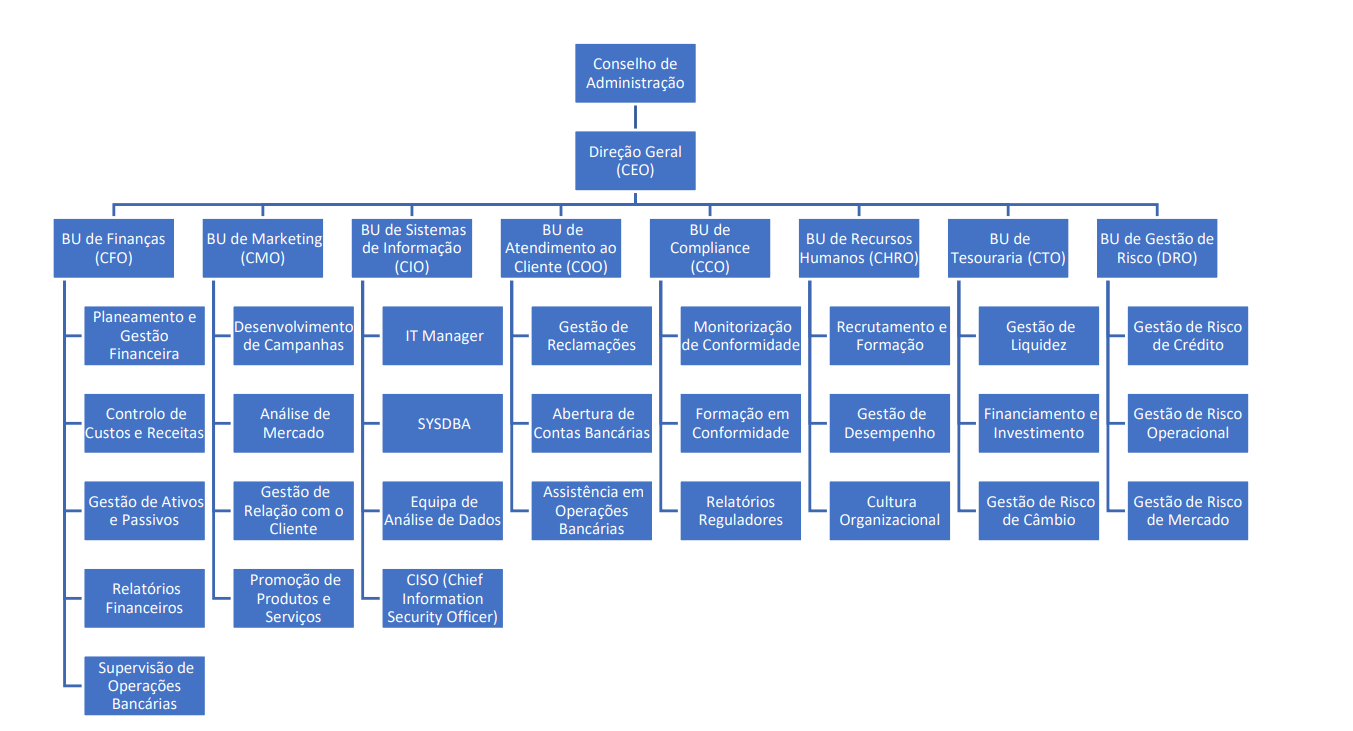 Conselho de
Administração
Direção Geral
(CEO)
BU de Finanças
(CFO)
BU de Marketing
(CMO)
BU de Sistemas
de Informação
(CIO)
BU de
Atendimento ao
Cliente (COO)
BU de
Compliance
(CCO)
BU de Recursos
Humanos (CHRO)
BU de
Tesouraria (CTO)
BU de Gestão de
Risco (DRO)
Planeamento e
Gestão
Financeira
Controlo de
Custos e Receitas
Gestão de Ativos
e Passivos
Relatórios
Financeiros
Supervisão de
Operações
Bancárias
Desenvolvimento
de Campanhas
Análise de
Mercado
Gestão de
Relação com o
Cliente
Promoção de
Produtos e
Serviços
IT Manager
SYSDBA
Equipa de
Análise de Dados
CISO (Chief
Information
Security Officer)
Gestão de
Reclamações
Abertura de
Contas Bancárias
Assistência em
Operações
Bancárias
Monitorização
de Conformidade
Formação em
Conformidade
Relatórios
Reguladores
Recrutamento e
Formação
Gestão de
Desempenho
Cultura
Organizacional
Gestão de
Liquidez
Financiamento e
Investimento
Gestão de Risco
de Câmbio
Gestão de Risco
de Crédito
Gestão de Risco
Operacional
Gestão de Risco
de Mercado